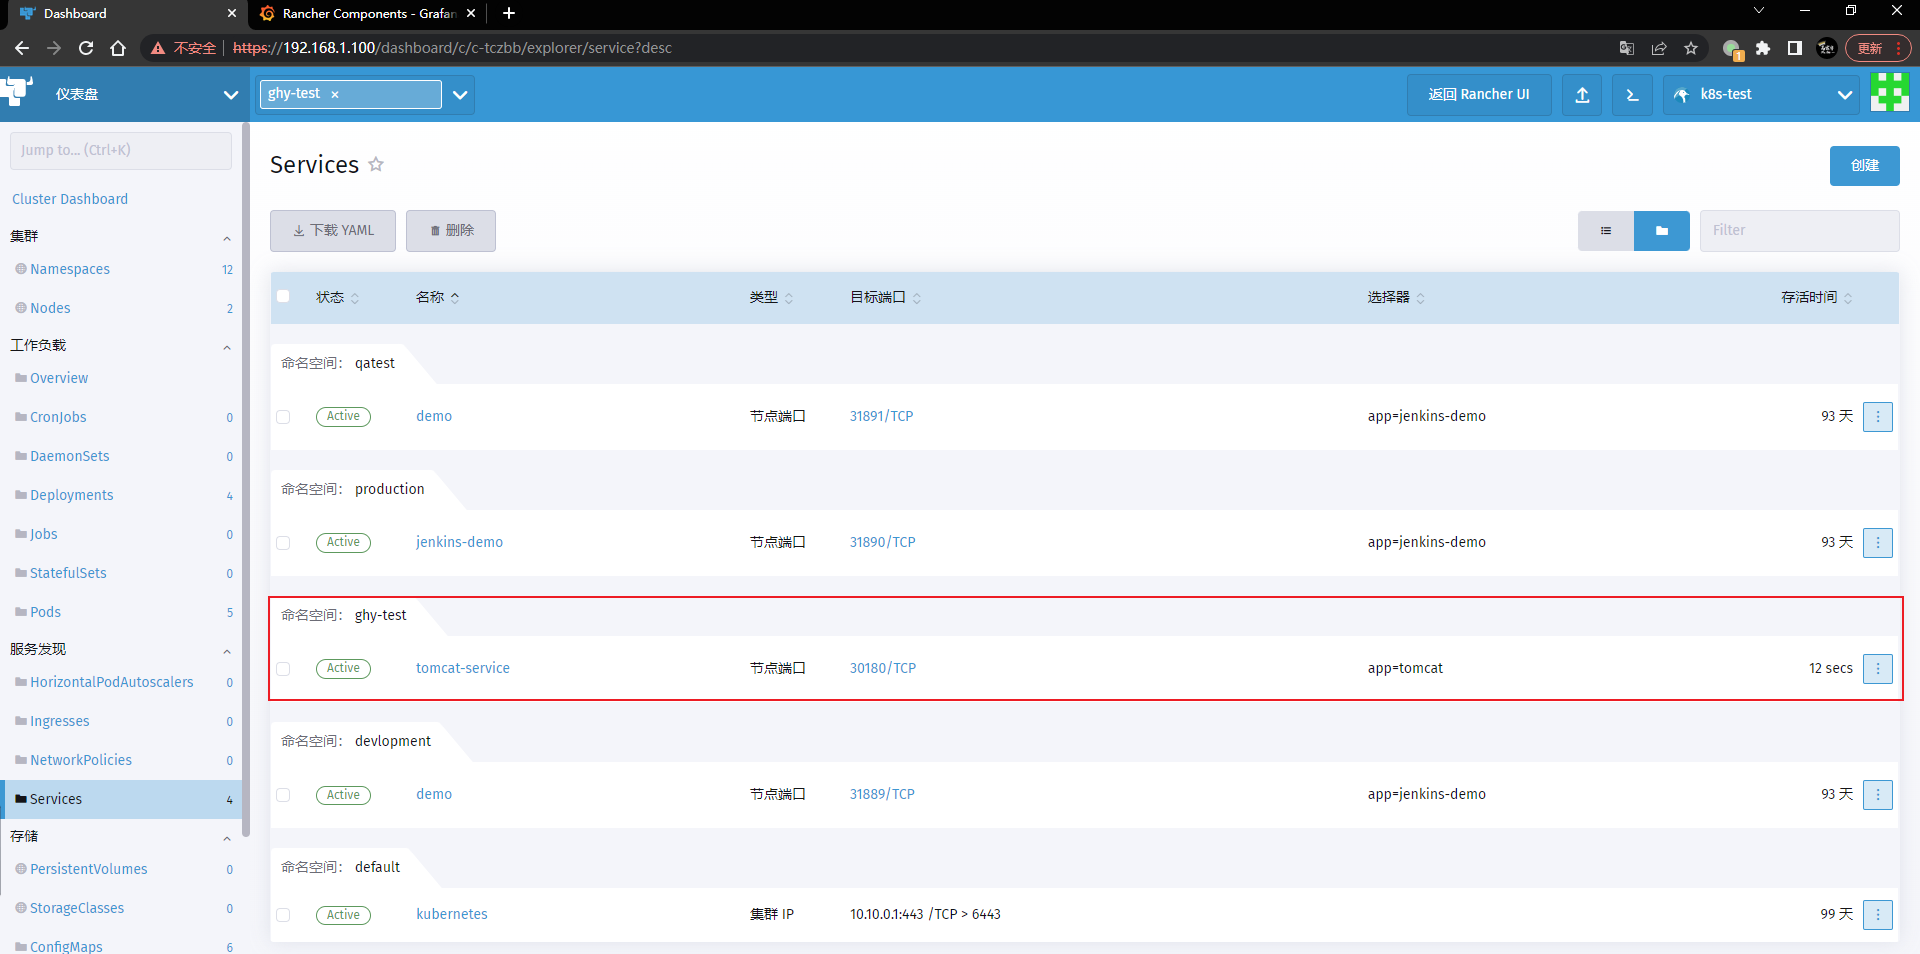 Dashboard
Rancher Components - Grafan
不安全
https://192.168.1.100/dashboard/c/c-tczbb/explorer/service?desc
1
更新
仪表盘
ghy-test
返回 Rancher UI
k8s-test
Jump to... (Ctrl+K)
Cluster Dashboard
集群
Namespaces 12
Nodes 2
工作负载
Overview
CronJobs 0
DaemonSets 0
Deployments 4
Jobs 0
StatefulSets 0
Pods 5
服务发现
HorizontalPodAutoscalers 0
Ingresses 0
NetworkPolicies 0
Services 4
存储
PersistentVolumes 0
StorageClasses 0
ConfigMaps 6
Services
创建
下载 YAML
删除
Filter
状态 名称 类型 目标端口 选择器 存活时间
命名空间: qatest
Active demo 节点端口 31891/TCP app=jenkins-demo 93 天
命名空间: production
Active jenkins-demo 节点端口 31890/TCP app=jenkins-demo 93 天
命名空间: ghy-test
Active tomcat-service 节点端口 30180/TCP app=tomcat 12 secs
命名空间: devlopment
Active demo 节点端口 31889/TCP app=jenkins-demo 93 天
命名空间: default
Active kubernetes 集群 IP 10.10.0.1:443 /TCP > 6443 99 天